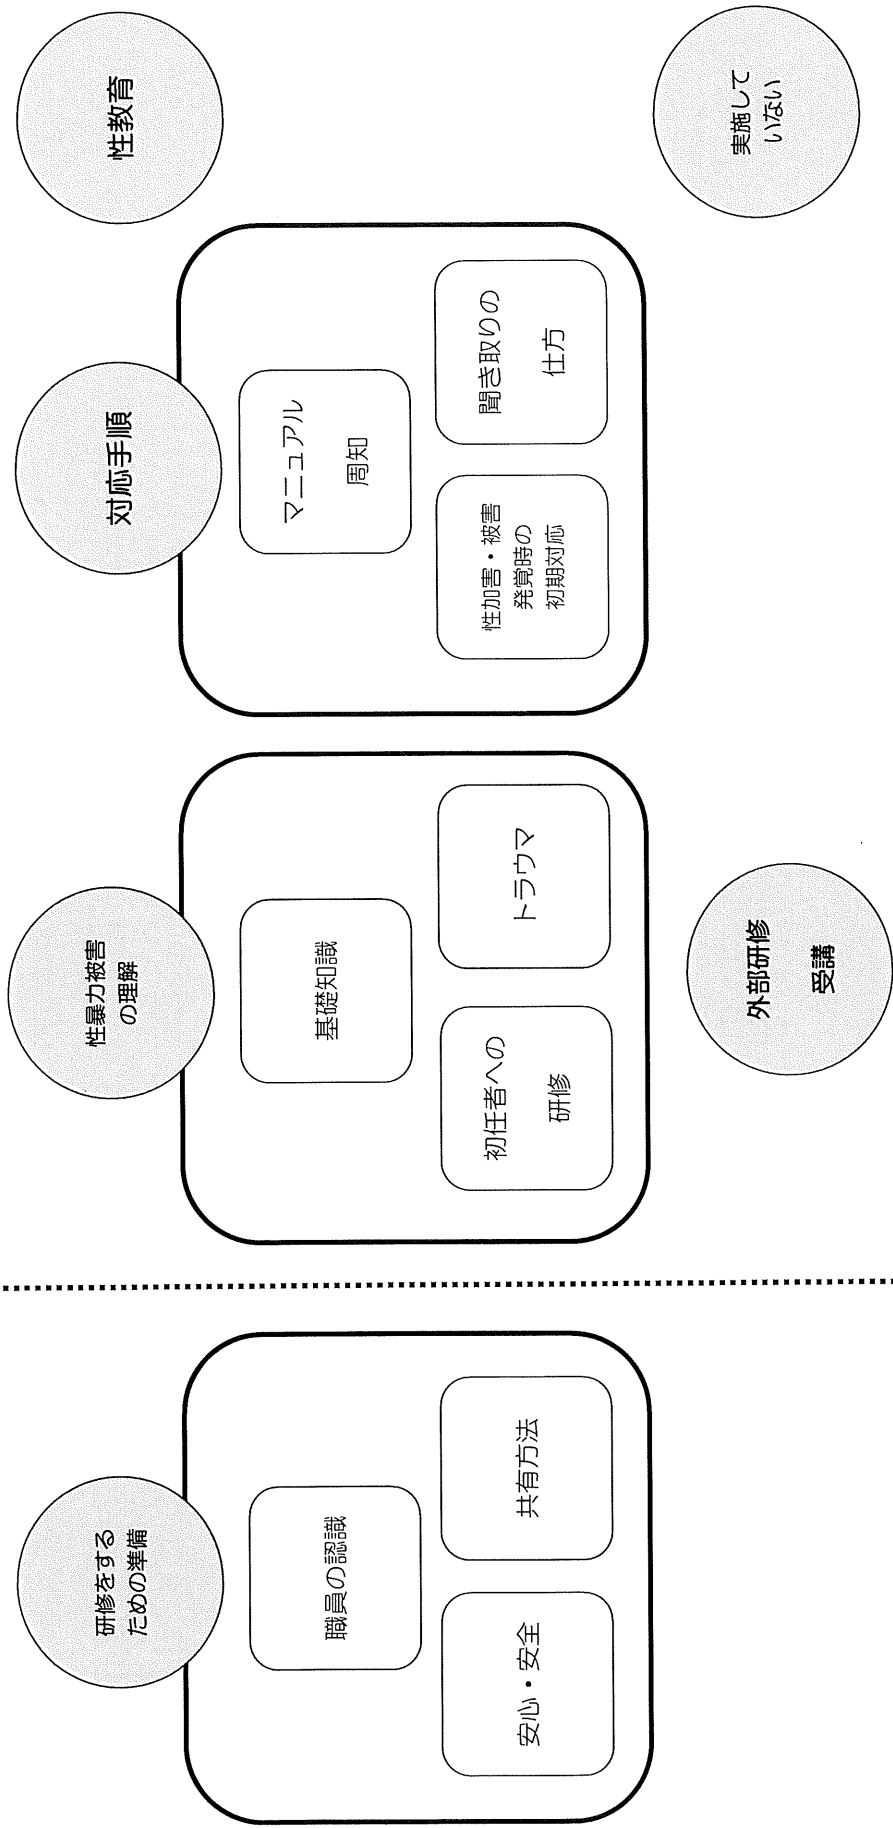 研修をする
ための準備
職員の認識
安心・安全
共有方法
性暴力被害
の理解
基礎知識
初任者への
研修
トラウマ
対応手順
マニュアル
周知
性加害・被害
発覚時の
初期対応
聞き取りの
仕方
性教育
外部研修
受講
実施して
いない